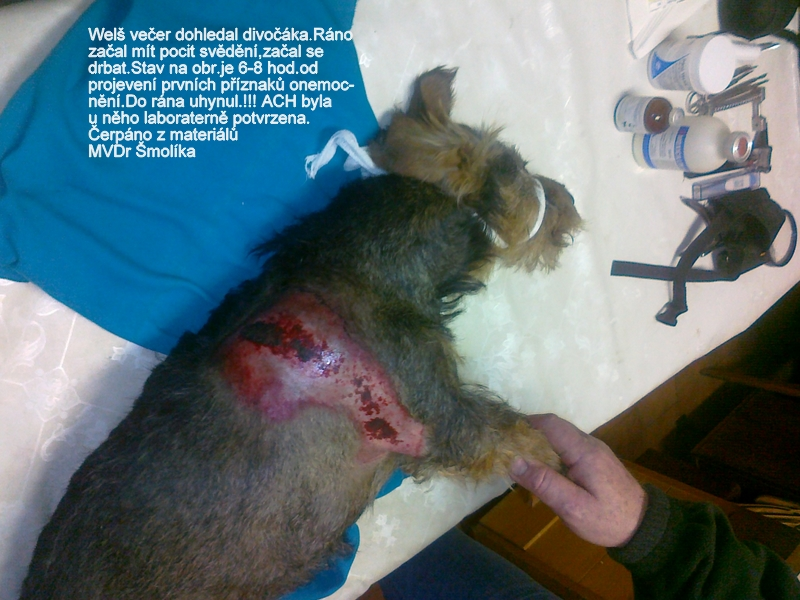 Welš večer dohledal divočáka.Ráno
začal mít pocit svědění,začal se
drbat.Stav na obr.je 6-8 hod.od
projevení prvních příznaků onemoc-
nění.Do rána uhynul.!!! ACH byla
u něho laboraterně potvrzena.
Čerpáno z materiálů
MVDr Šmolíka